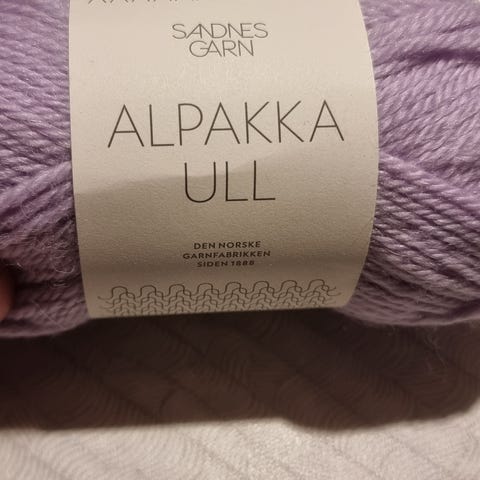 SANDNES
GARN
ALPAKKA
ULL
DEN NORSKE
GARNFABRIKKEN
SIDEN 1888